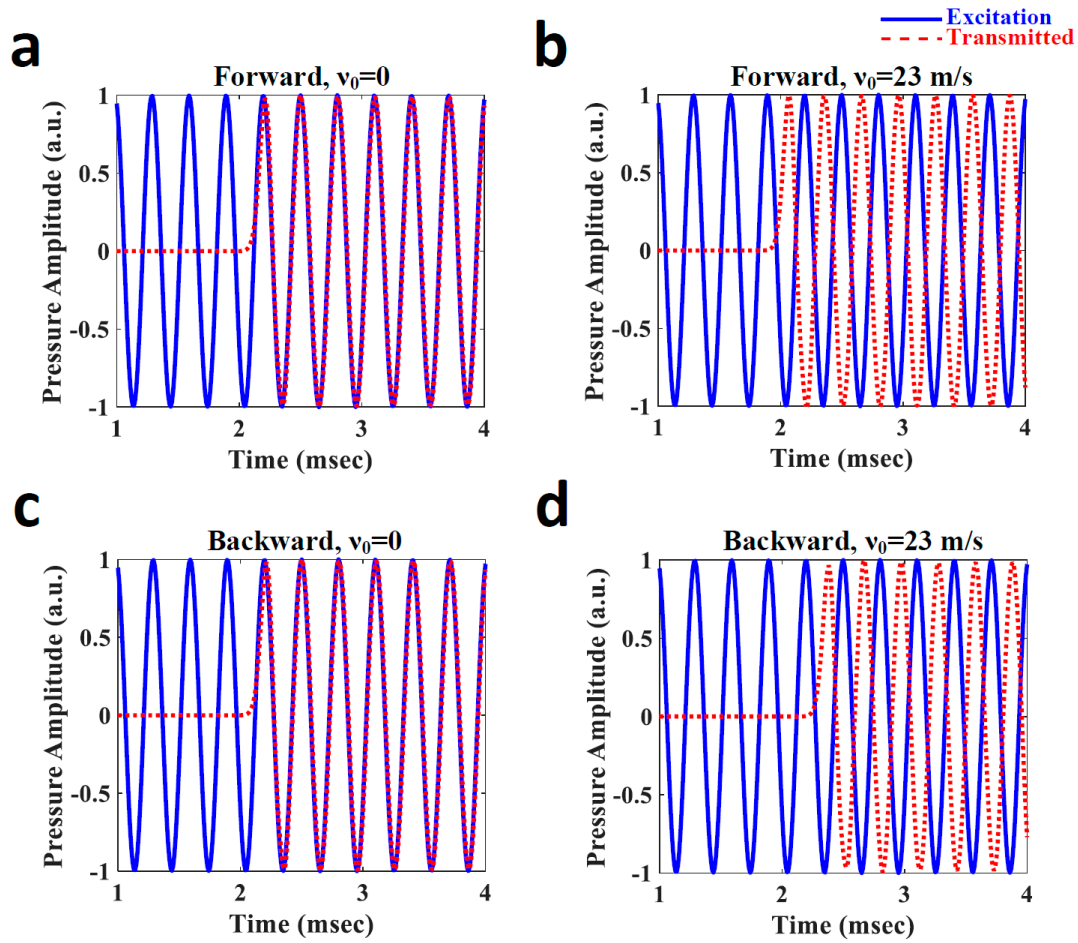 Excitation
Transmitted
a
Forward, ν₀=0
Pressure Amplitude (a.u.)
1
0.5
0
-0.5
-1
1
2
3
4
Time (msec)
b
Forward, ν₀=23 m/s
Pressure Amplitude (a.u.)
1
0.5
0
-0.5
-1
1
2
3
4
Time (msec)
c
Backward, ν₀=0
Pressure Amplitude (a.u.)
1
0.5
0
-0.5
-1
1
2
3
4
Time (msec)
d
Backward, ν₀=23 m/s
Pressure Amplitude (a.u.)
1
0.5
0
-0.5
-1
1
2
3
4
Time (msec)